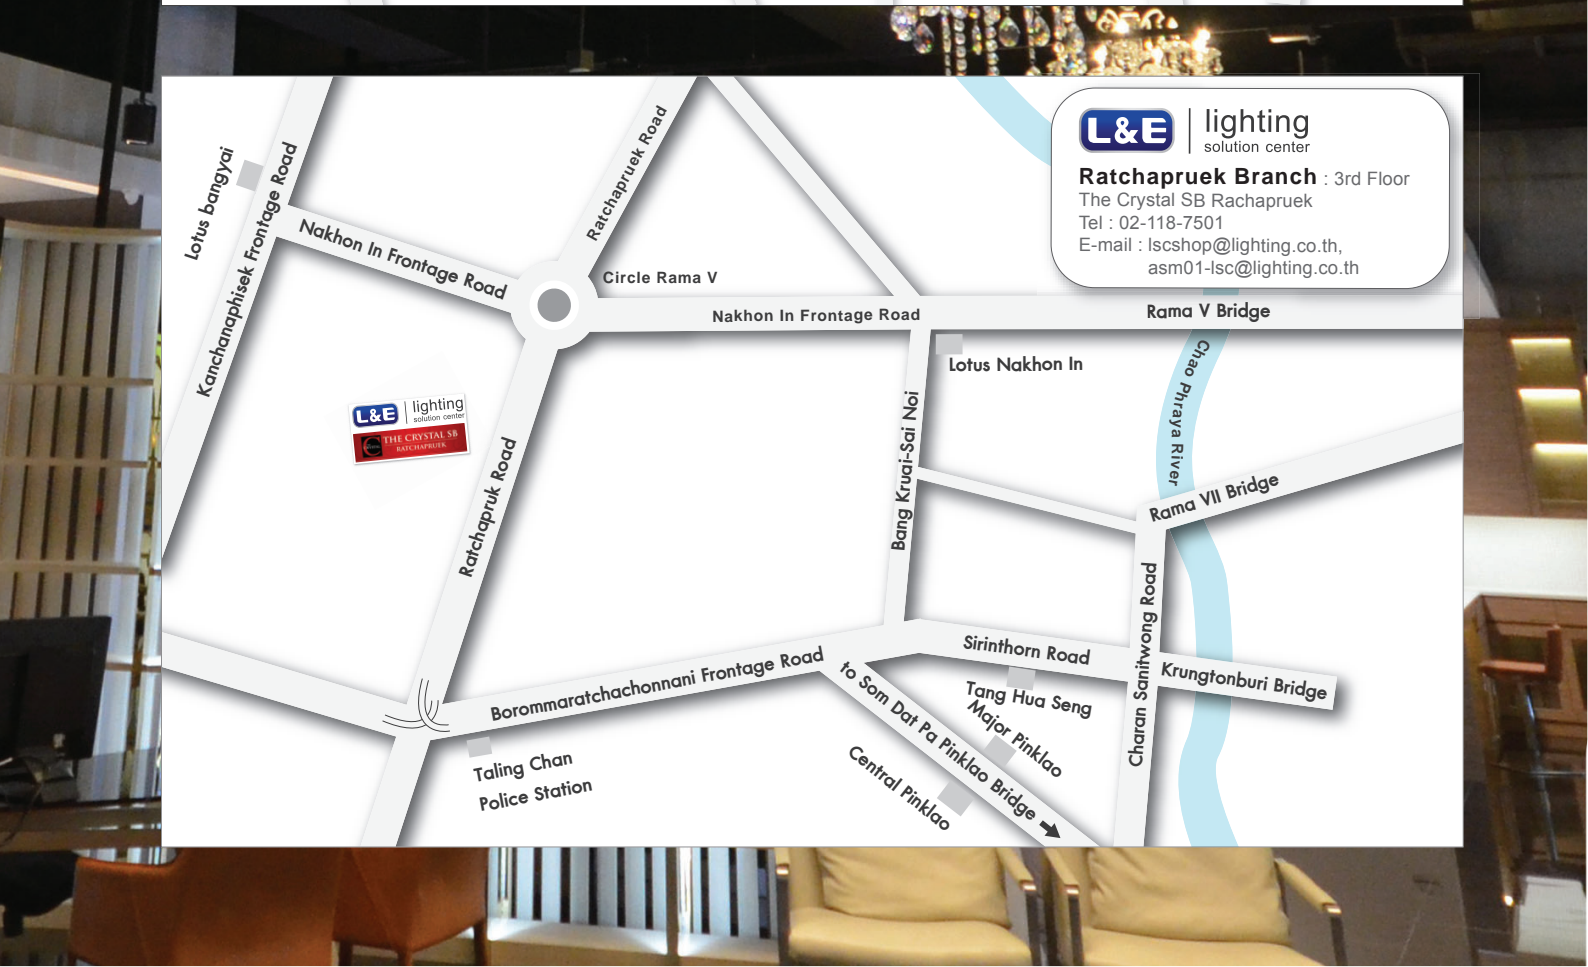 L&E lighting
solution center
Ratchapruek Branch : 3rd Floor
The Crystal SB Rachapruek
Tel : 02-118-7501
E-mail : lscshop@lighting.co.th,
asm01-lsc@lighting.co.th
Lotus bangyai
Kanchanaphisek Frontage Road
Nakhon In Frontage Road
Ratchapruek Road
Circle Rama V
Nakhon In Frontage Road
Rama V Bridge
Lotus Nakhon In
Chao Phraya River
L&E lighting
solution center
THE CRYSTAL SB
RATCHAPRUEK
Ratchapruk Road
Bang Kruai-Sai Noi
Rama VII Bridge
Charan Sanitwong Road
Sirinthorn Road
Krungtonburi Bridge
Borommaratchachonnani Frontage Road
to Som Dat Pa Pinklao Bridge
Tang Hua Seng
Major Pinklao
Central Pinklao
Taling Chan
Police Station